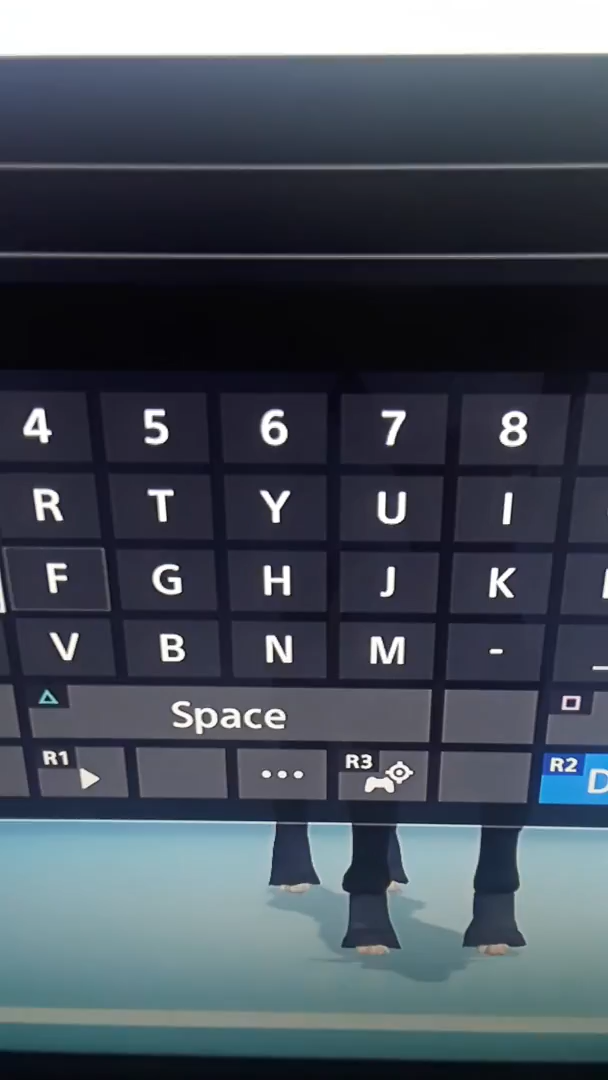 4 5 6 7 8
R T Y U I
F G H J K
V B N M - _
Space
R1 ... R3 R2 D